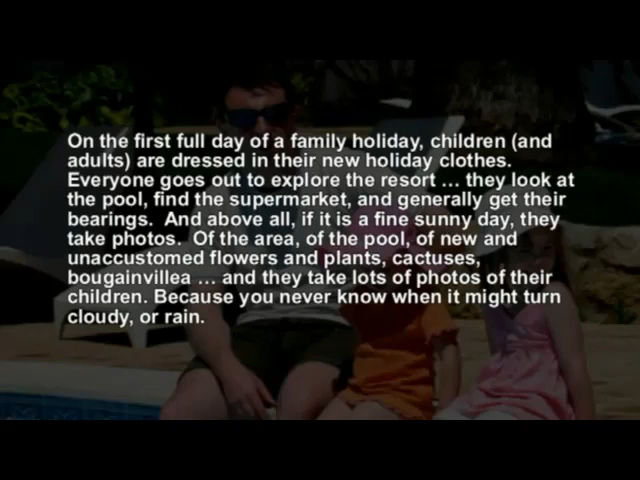 On the first full day of a family holiday, children (and
adults) are dressed in their new holiday clothes.
Everyone goes out to explore the resort ... they look at
the pool, find the supermarket, and generally get their
bearings.  And above all, if it is a fine sunny day, they
take photos.  Of the area, of the pool, of new and
unaccustomed flowers and plants, cactuses,
bougainvillea ... and they take lots of photos of their
children. Because you never know when it might turn
cloudy, or rain.